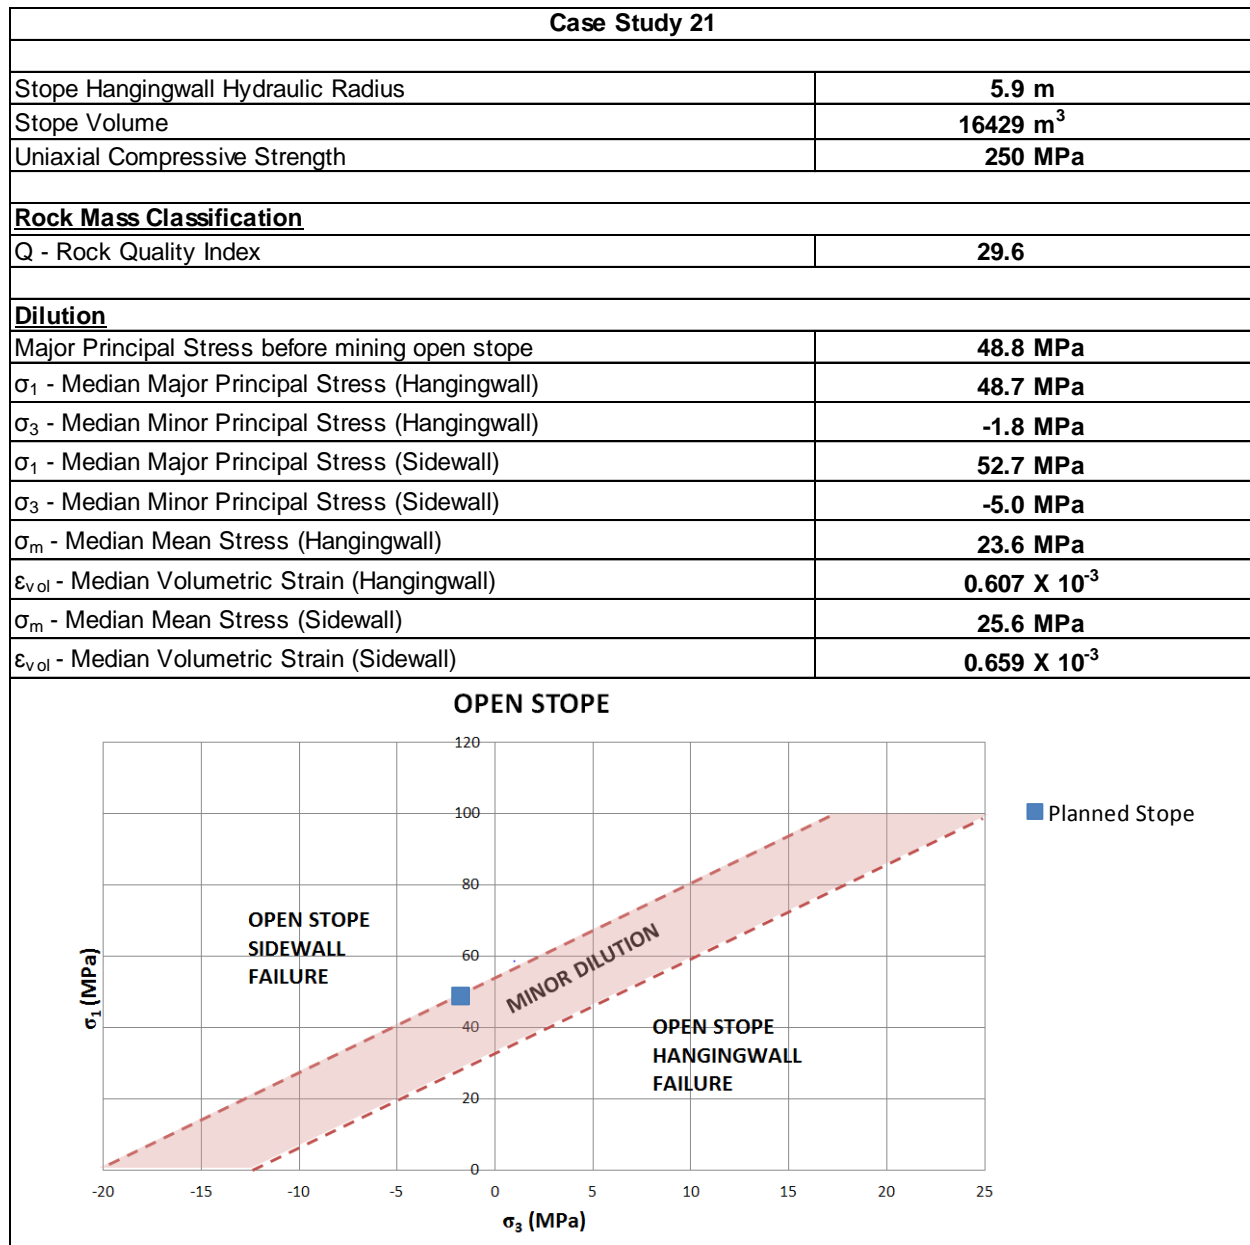 Case Study 21
Stope Hangingwall Hydraulic Radius 5.9 m
Stope Volume 16429 m³
Uniaxial Compressive Strength 250 MPa
Rock Mass Classification
Q - Rock Quality Index 29.6
Dilution
Major Principal Stress before mining open stope 48.8 MPa
σ₁ - Median Major Principal Stress (Hangingwall) 48.7 MPa
σ₃ - Median Minor Principal Stress (Hangingwall) -1.8 MPa
σ₁ - Median Major Principal Stress (Sidewall) 52.7 MPa
σ₃ - Median Minor Principal Stress (Sidewall) -5.0 MPa
σₘ - Median Mean Stress (Hangingwall) 23.6 MPa
εᵥₒₗ - Median Volumetric Strain (Hangingwall) 0.607 X 10⁻³
σₘ - Median Mean Stress (Sidewall) 25.6 MPa
εᵥₒₗ - Median Volumetric Strain (Sidewall) 0.659 X 10⁻³
OPEN STOPE
120
100
80
60
40
20
0
σ₁ (MPa)
OPEN STOPE
SIDEWALL
FAILURE
MINOR DILUTION
OPEN STOPE
HANGINGWALL
FAILURE
Planned Stope
-20 -15 -10 -5 0 5 10 15 20 25
σ₃ (MPa)